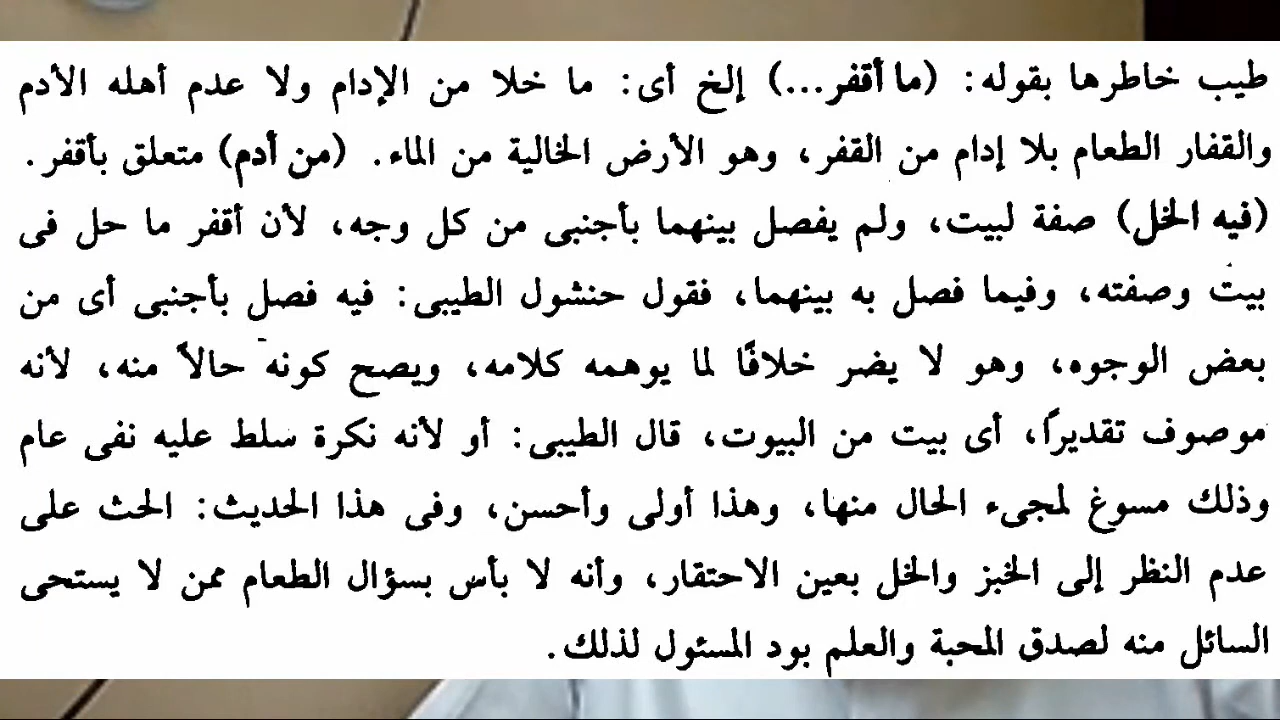 طيب خاطرها بقوله: (ما أقفر...) إلخ أى: ما خلا من الإدام ولا عدم أهله الأدم
والقفار الطعام بلا إدام من القفر، وهو الأرض الخالية من الماء. (من أدم) متعلق بأقفر.
(فيه الخل) صفة لبيت، ولم يفصل بينهما بأجنبى من كل وجه، لأن أقفر ما حل فى
بيت وصفته، وفيما فصل به بينهما، فقول حنشول الطيبى: فيه فصل بأجنبى أى من
بعض الوجوه، وهو لا يضر خلافًا لما يوهمه كلامه، ويصح كونه حالاً منه، لأنه
موصوف تقديرًا، أى بيت من البيوت، قال الطيبى: أو لأنه نكرة سلط عليه نفى عام
وذلك مسوغ لمجىء الحال منها، وهذا أولى وأحسن، وفى هذا الحديث: الحث على
عدم النظر إلى الخبز والخل بعين الاحتقار، وأنه لا بأس بسؤال الطعام ممن لا يستحى
السائل منه لصدق المحبة والعلم بود المسئول لذلك.